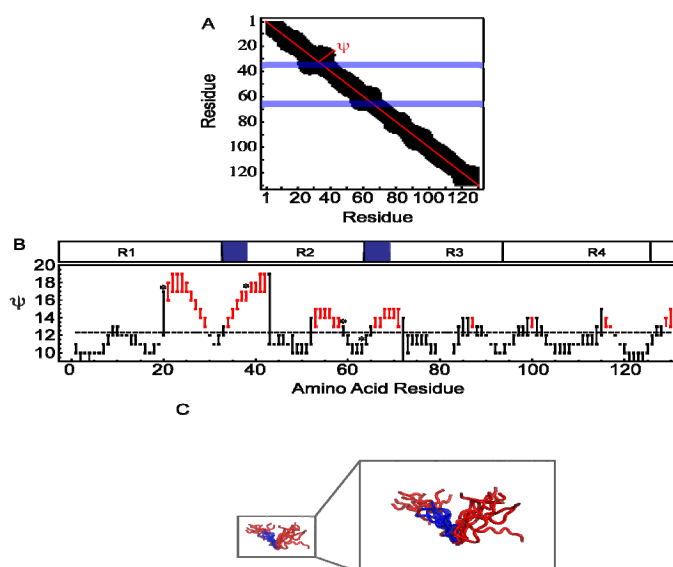 A
1
20
40
60
80
100
120
Residue
ψ
1 20 40 60 80 100 120
Residue
B
R1 R2 R3 R4
20
18
16
14
12
10
ψ
* * * *
0 20 40 60 80 100 120
Amino Acid Residue
C